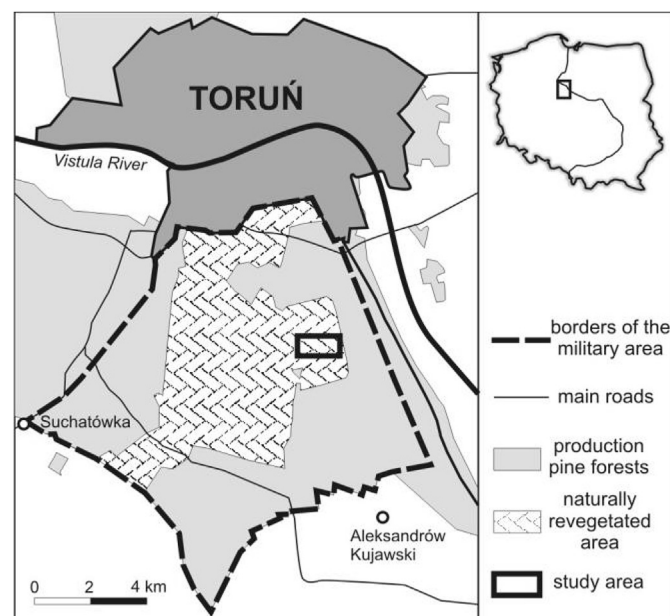 TORUŃ
Vistula River
Suchatówka
Aleksandrów
Kujawski
0 2 4 km
borders of the
military area
main roads
production
pine forests
naturally
revegetated
area
study area